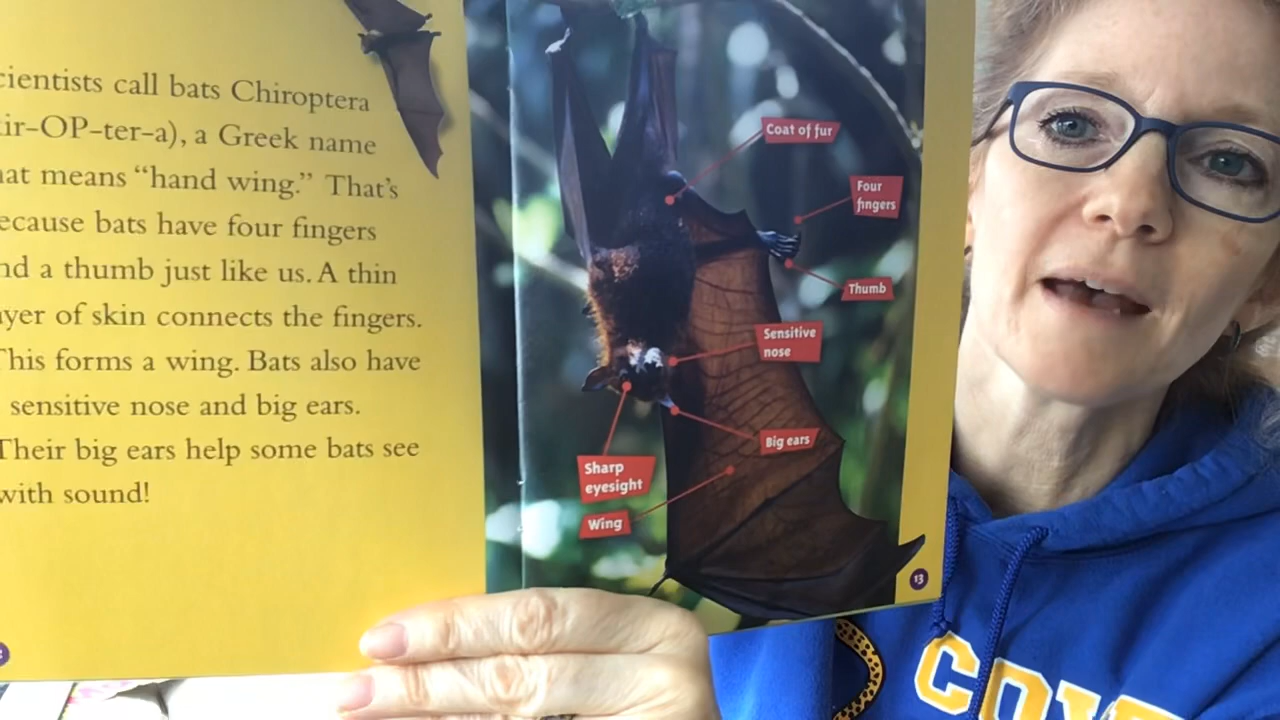 cientists call bats Chiroptera
ir-OP-ter-a), a Greek name
at means “hand wing.” That’s
ecause bats have four fingers
nd a thumb just like us. A thin
yer of skin connects the fingers.
This forms a wing. Bats also have
sensitive nose and big ears.
Their big ears help some bats see
with sound!
Coat of fur
Four
fingers
Thumb
Sensitive
nose
Big ears
Sharp
eyesight
Wing
13